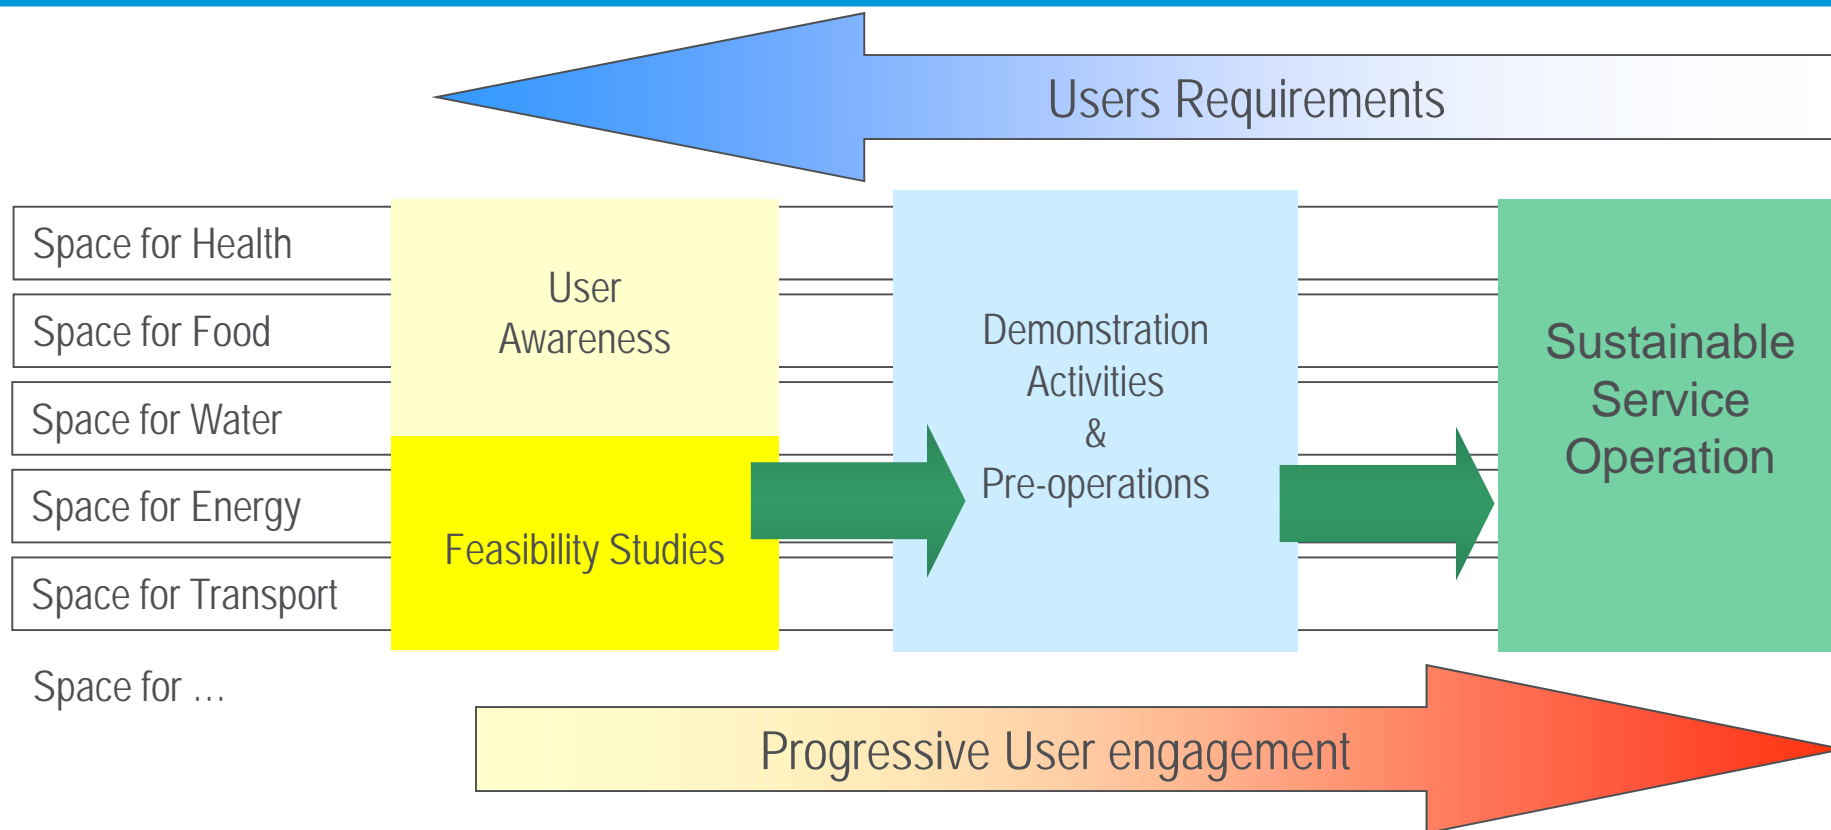 Users Requirements
Space for Health
Space for Food
Space for Water
Space for Energy
Space for Transport
Space for …
User
Awareness
Feasibility Studies
Demonstration
Activities
&
Pre-operations
Sustainable
Service
Operation
Progressive User engagement